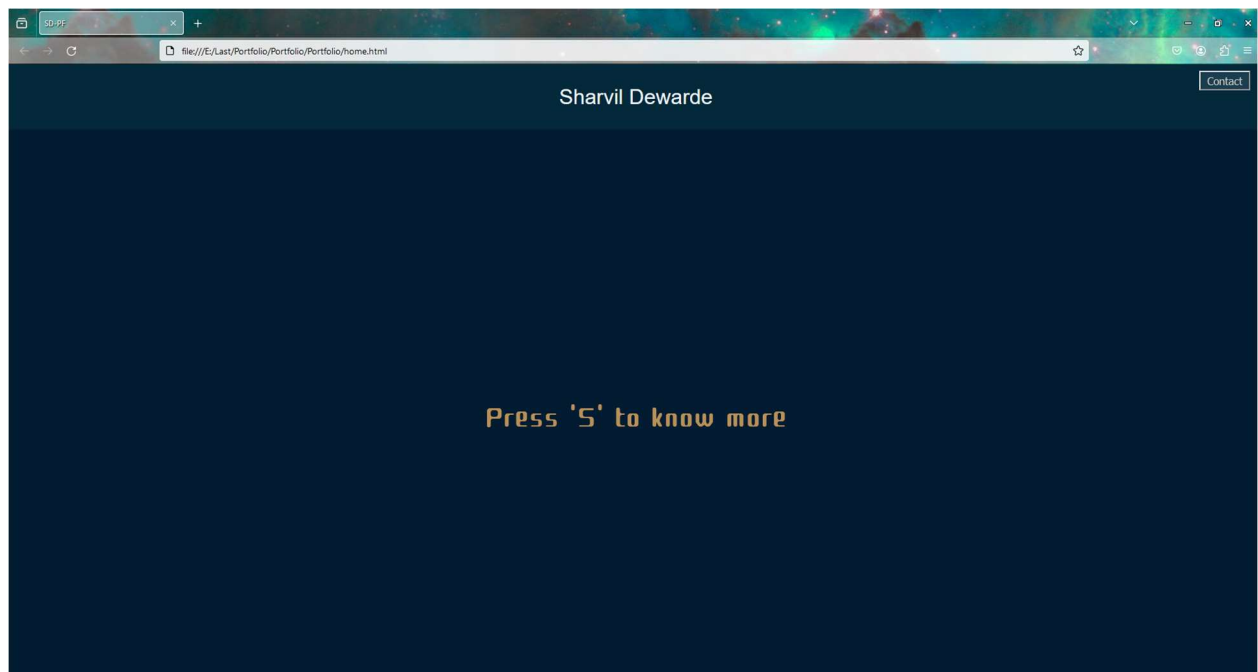 SD-PF
file:///E:/Last/Portfolio/Portfolio/Portfolio/home.html
Contact
Sharvil Dewarde
Press 'S' to know more